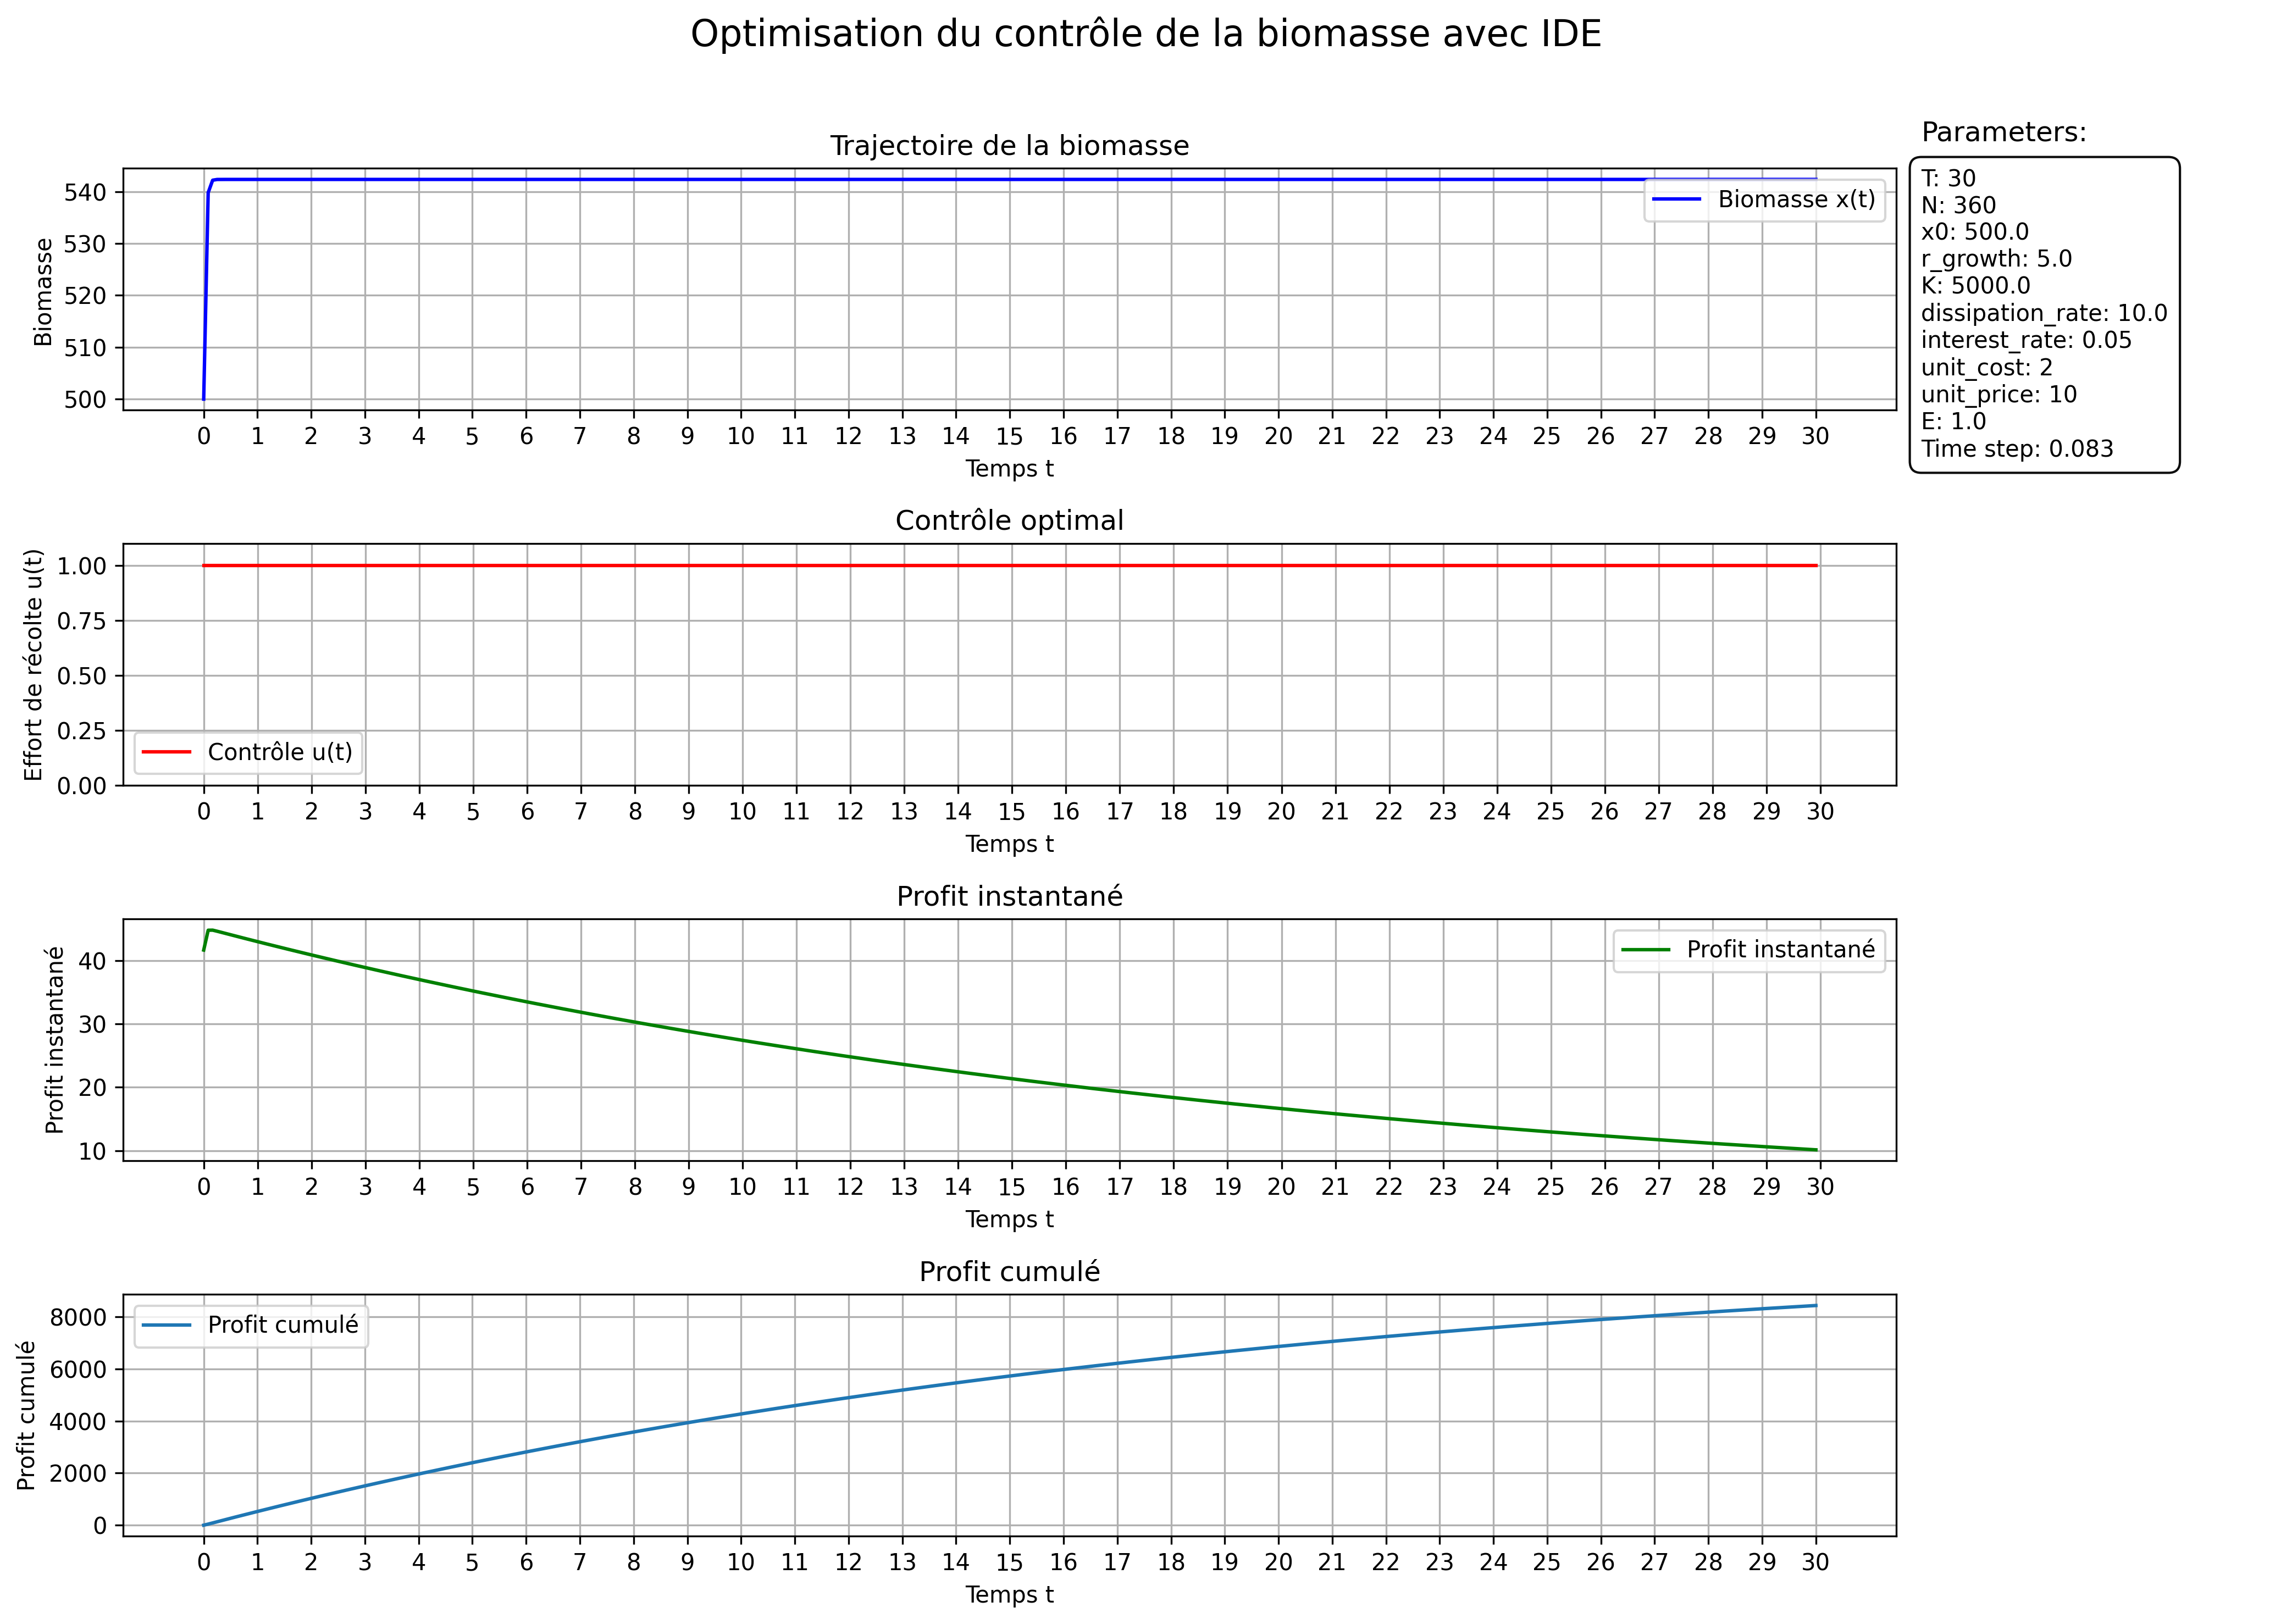 Optimisation du contrôle de la biomasse avec IDE
Trajectoire de la biomasse
Biomasse
540
530
520
510
500
Biomasse x(t)
0 1 2 3 4 5 6 7 8 9 10 11 12 13 14 15 16 17 18 19 20 21 22 23 24 25 26 27 28 29 30
Temps t
Parameters:
T: 30
N: 360
x0: 500.0
r_growth: 5.0
K: 5000.0
dissipation_rate: 10.0
interest_rate: 0.05
unit_cost: 2
unit_price: 10
E: 1.0
Time step: 0.083
Contrôle optimal
Effort de récolte u(t)
1.00
0.75
0.50
0.25
0.00
Contrôle u(t)
0 1 2 3 4 5 6 7 8 9 10 11 12 13 14 15 16 17 18 19 20 21 22 23 24 25 26 27 28 29 30
Temps t
Profit instantané
Profit instantané
40
30
20
10
Profit instantané
0 1 2 3 4 5 6 7 8 9 10 11 12 13 14 15 16 17 18 19 20 21 22 23 24 25 26 27 28 29 30
Temps t
Profit cumulé
Profit cumulé
8000
6000
4000
2000
0
Profit cumulé
0 1 2 3 4 5 6 7 8 9 10 11 12 13 14 15 16 17 18 19 20 21 22 23 24 25 26 27 28 29 30
Temps t